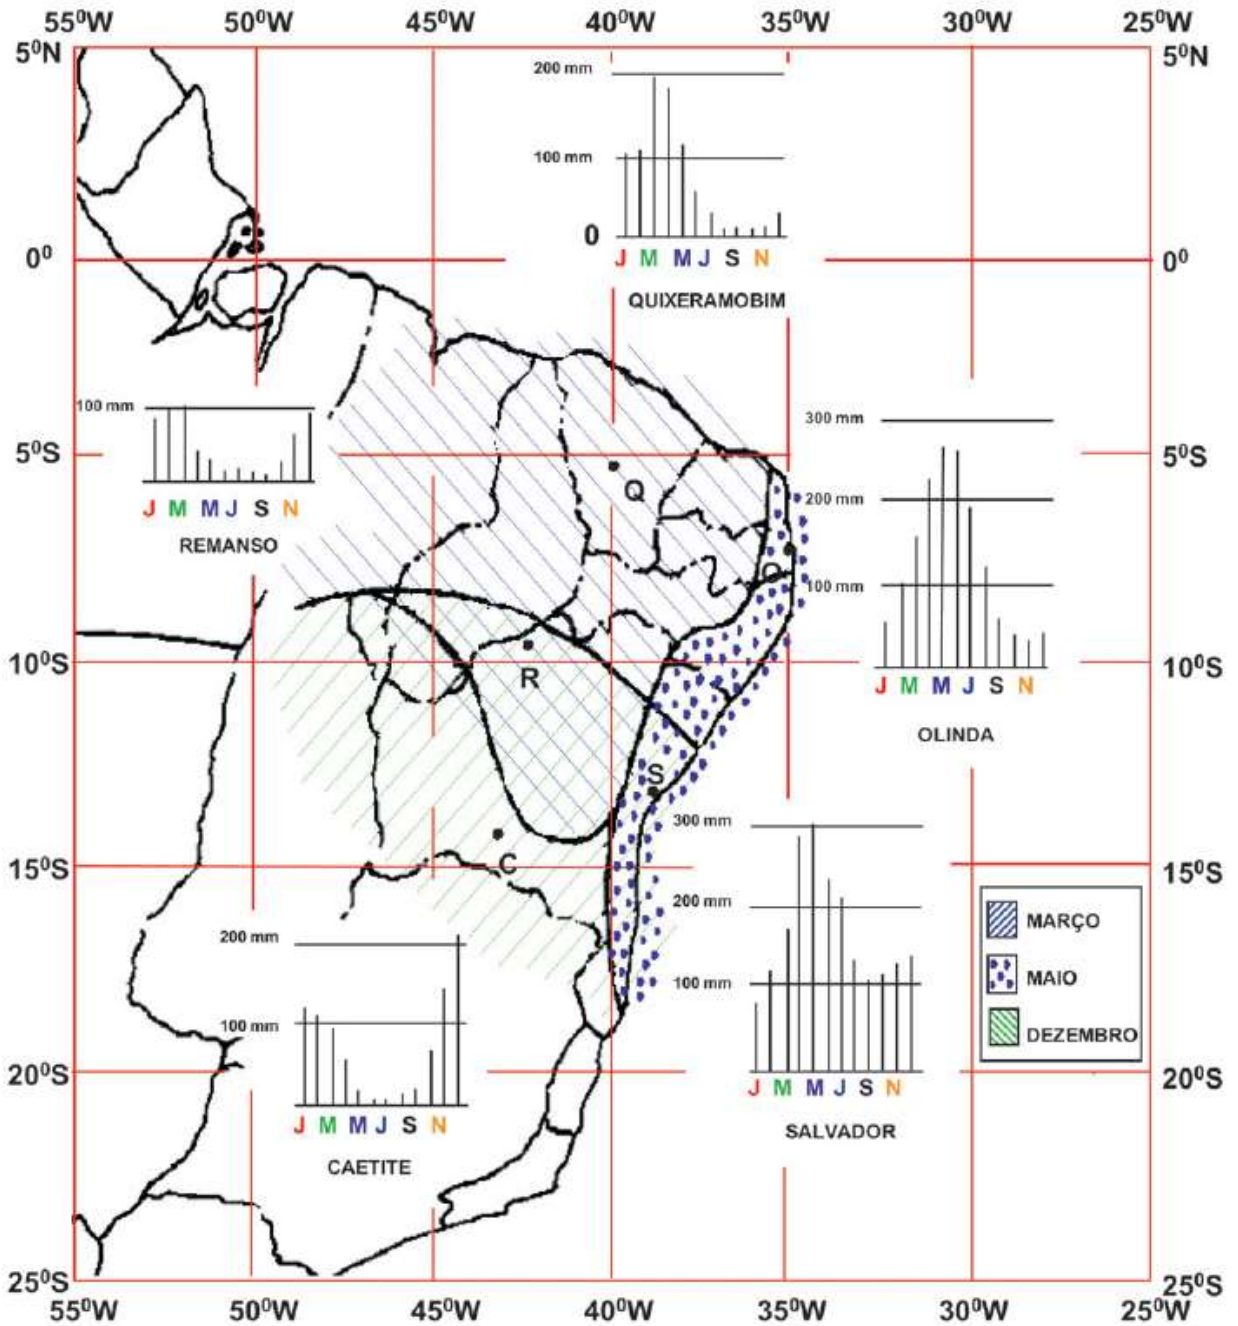 55⁰W 50⁰W 45⁰W 40⁰W 35⁰W 30⁰W 25⁰W
5⁰N 5⁰N
200 mm
100 mm
0
J M M J S N
QUIXERAMOBIM
0⁰ 0⁰
100 mm
J M M J S N
REMANSO
300 mm
200 mm
100 mm
J M M J S N
OLINDA
5⁰S 5⁰S
Q
O
10⁰S 10⁰S
R
S
C
300 mm
200 mm
100 mm
J M M J S N
SALVADOR
15⁰S 15⁰S
MARÇO
MAIO
DEZEMBRO
200 mm
100 mm
J M M J S N
CAETITE
20⁰S 20⁰S
25⁰S 25⁰S
55⁰W 50⁰W 45⁰W 40⁰W 35⁰W 30⁰W 25⁰W